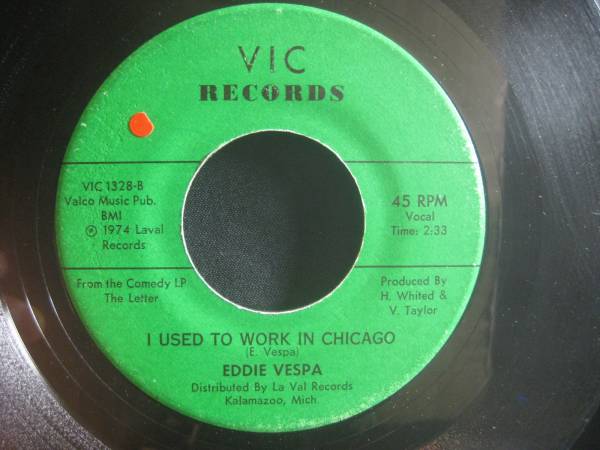 VIC
RECORDS
VIC 1328-B
Valco Music Pub.
BMI
℗ 1974 Laval
Records
45 RPM
Vocal
Time: 2:33
From the Comedy LP
The Letter
Produced By
H. Whited &
V. Taylor
I USED TO WORK IN CHICAGO
(E. Vespa)
EDDIE VESPA
Distributed By La Val Records
Kalamazoo, Mich.